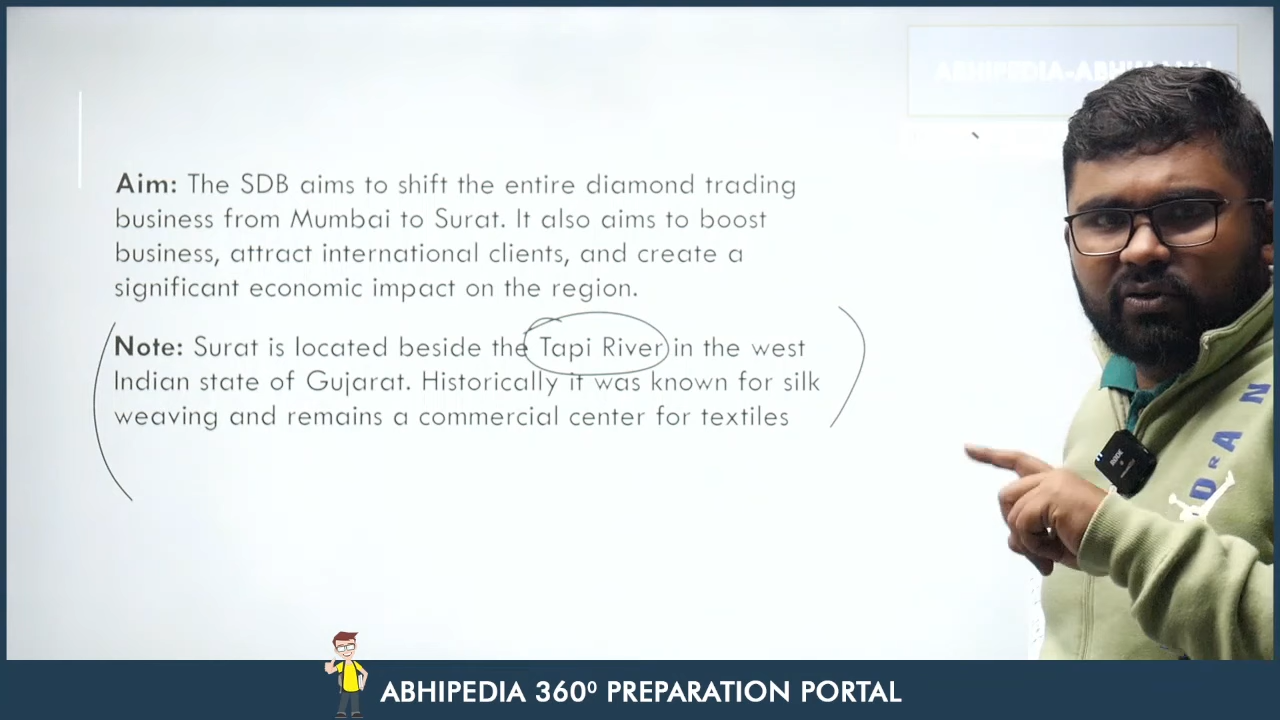 ABHIPEDIA-ABHIMANU
Aim: The SDB aims to shift the entire diamond trading
business from Mumbai to Surat. It also aims to boost
business, attract international clients, and create a
significant economic impact on the region.
Note: Surat is located beside the Tapi River in the west
Indian state of Gujarat. Historically it was known for silk
weaving and remains a commercial center for textiles
RODE
ABHIPEDIA 360⁰ PREPARATION PORTAL